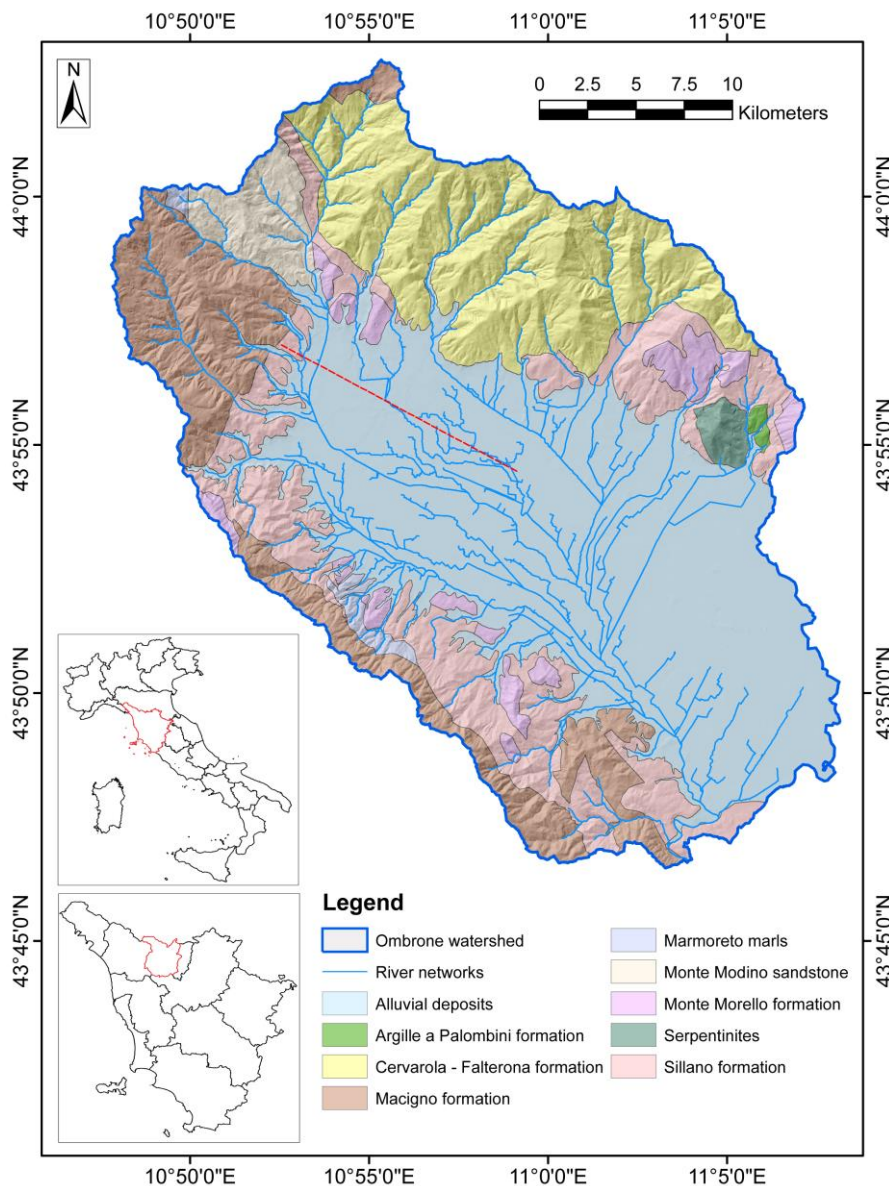 10°50'0"E 10°55'0"E 11°0'0"E 11°5'0"E
N
0 2.5 5 7.5 10
Kilometers
44°0'0"N 44°0'0"N
43°55'0"N 43°55'0"N
43°50'0"N 43°50'0"N
43°45'0"N 43°45'0"N
Legend
Ombrone watershed
River networks
Alluvial deposits
Argille a Palombini formation
Cervarola - Falterona formation
Macigno formation
Marmoreto marls
Monte Modino sandstone
Monte Morello formation
Serpentinites
Sillano formation
10°50'0"E 10°55'0"E 11°0'0"E 11°5'0"E